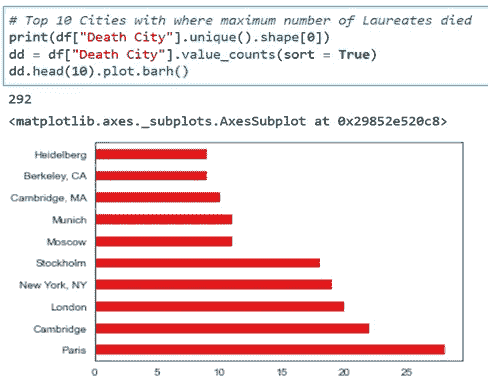 # Top 10 Cities with where maximum number of Laureates died
print(df["Death City"].unique().shape[0])
dd = df["Death City"].value_counts(sort = True)
dd.head(10).plot.barh()
292
<matplotlib.axes._subplots.AxesSubplot at 0x29852e520c8>
Heidelberg
Berkeley, CA
Cambridge, MA
Munich
Moscow
Stockholm
New York, NY
London
Cambridge
Paris
0 5 10 15 20 25